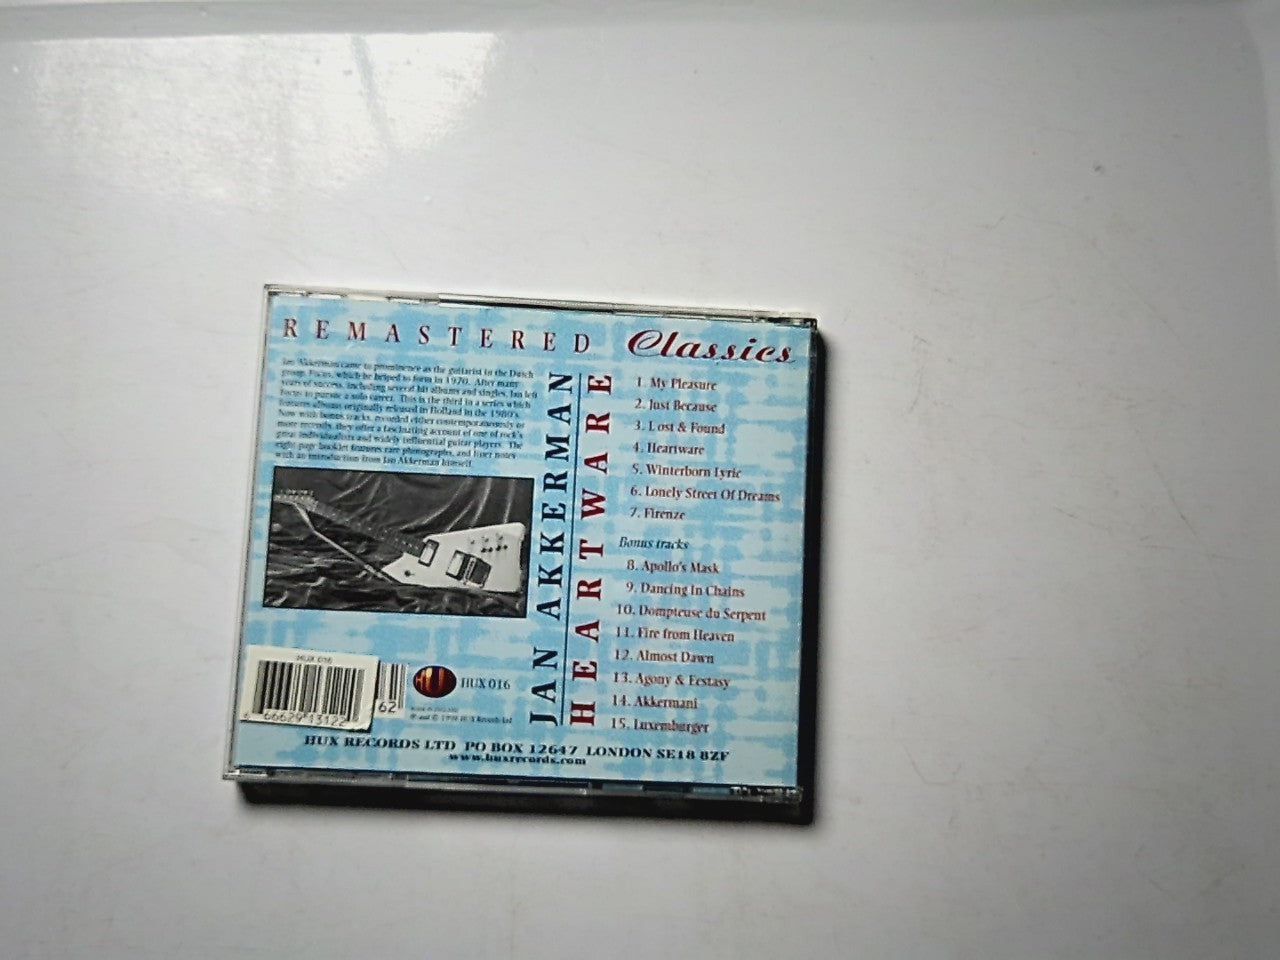 REMASTERED Classics
Jan Akkerman came to prominence as the guitarist in the Dutch
group, Focus, which he helped to form in 1970. After many
years of success, including several hit albums and singles, Jan left
Focus to pursue a solo career. This is the third in a series which
features albums originally released in Holland in the 1980's.
Now with bonus tracks, recorded either contemporaneously or
more recently, they offer a fascinating account of one of rock's
great individualists and widely influential guitar players. The
eight page booklet features rare photographs, and liner notes
with an introduction from Jan Akkerman himself.
JAN AKKERMAN
HEARTWARE
1. My Pleasure
2. Just Because
3. Lost & Found
4. Heartware
5. Winterborn Lyric
6. Lonely Street Of Dreams
7. Firenze
Bonus tracks
8. Apollo's Mask
9. Dancing In Chains
10. Dompteuse du Serpent
11. Fire from Heaven
12. Almost Dawn
13. Agony & Ecstasy
14. Akkermani
15. Luxemburger
HUX 016
66629 13122
62
HUX
HUX 016
HUX RECORDS LTD PO BOX 12647 LONDON SE18 8ZF
www.huxrecords.com